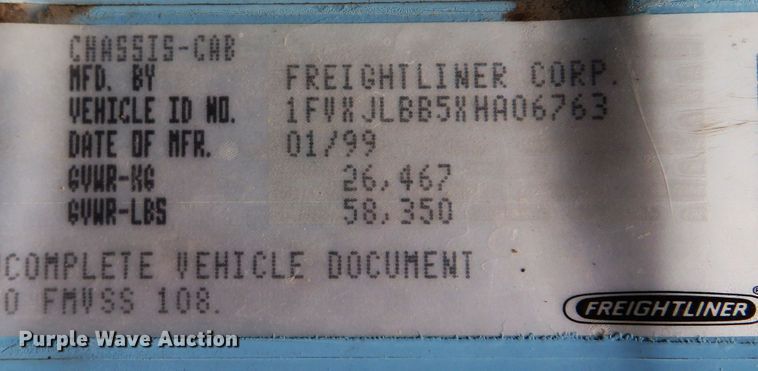 CHASSIS-CAB
MFD. BY FREIGHTLINER CORP.
VEHICLE ID NO. 1FVXJLBB5XHA06763
DATE OF MFR. 01/99
GVWR-KG 26,467
GVWR-LBS 58,350
COMPLETE VEHICLE DOCUMENT
O FMVSS 108.
FREIGHTLINER
Purple Wave Auction